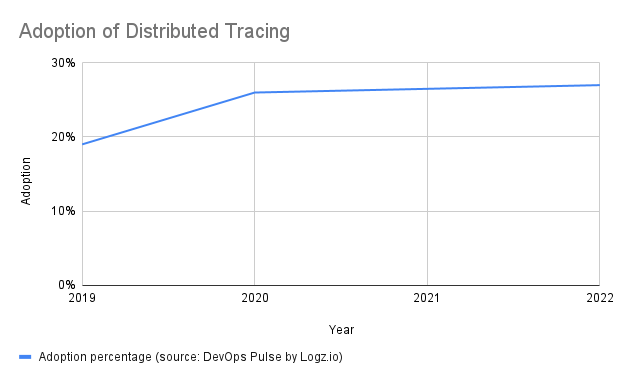 Adoption of Distributed Tracing
30%
20%
10%
0%
Adoption
2019 2020 2021 2022
Year
Adoption percentage (source: DevOps Pulse by Logz.io)